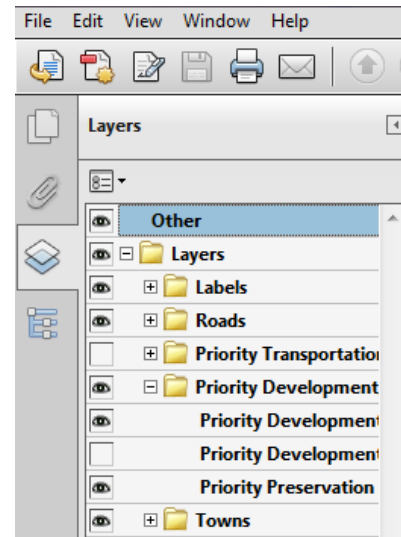 File Edit View Window Help
Layers
Other
Layers
Labels
Roads
Priority Transportation
Priority Development
Priority Development
Priority Development
Priority Preservation
Towns